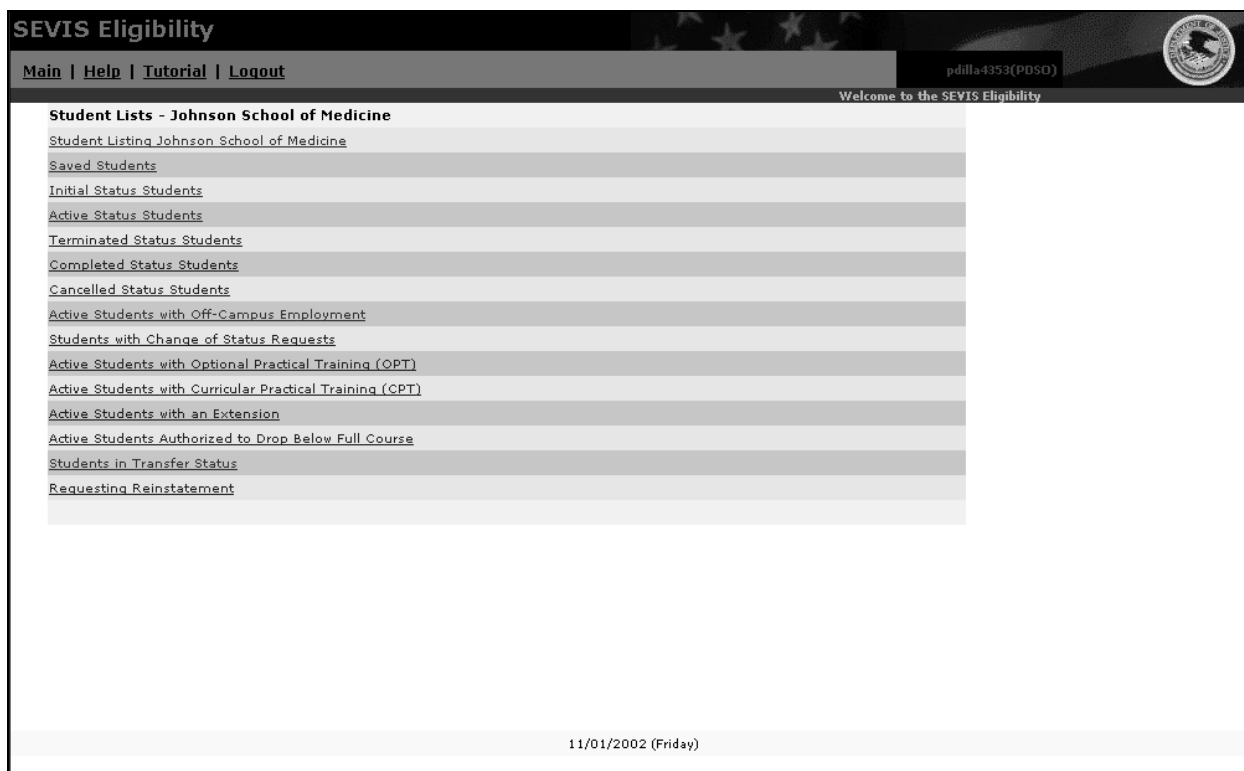 SEVIS Eligibility
Main | Help | Tutorial | Logout
pdilla4353(PDSO)
Welcome to the SEVIS Eligibility
Student Lists - Johnson School of Medicine
Student Listing Johnson School of Medicine
Saved Students
Initial Status Students
Active Status Students
Terminated Status Students
Completed Status Students
Cancelled Status Students
Active Students with Off-Campus Employment
Students with Change of Status Requests
Active Students with Optional Practical Training (OPT)
Active Students with Curricular Practical Training (CPT)
Active Students with an Extension
Active Students Authorized to Drop Below Full Course
Students in Transfer Status
Requesting Reinstatement
11/01/2002 (Friday)